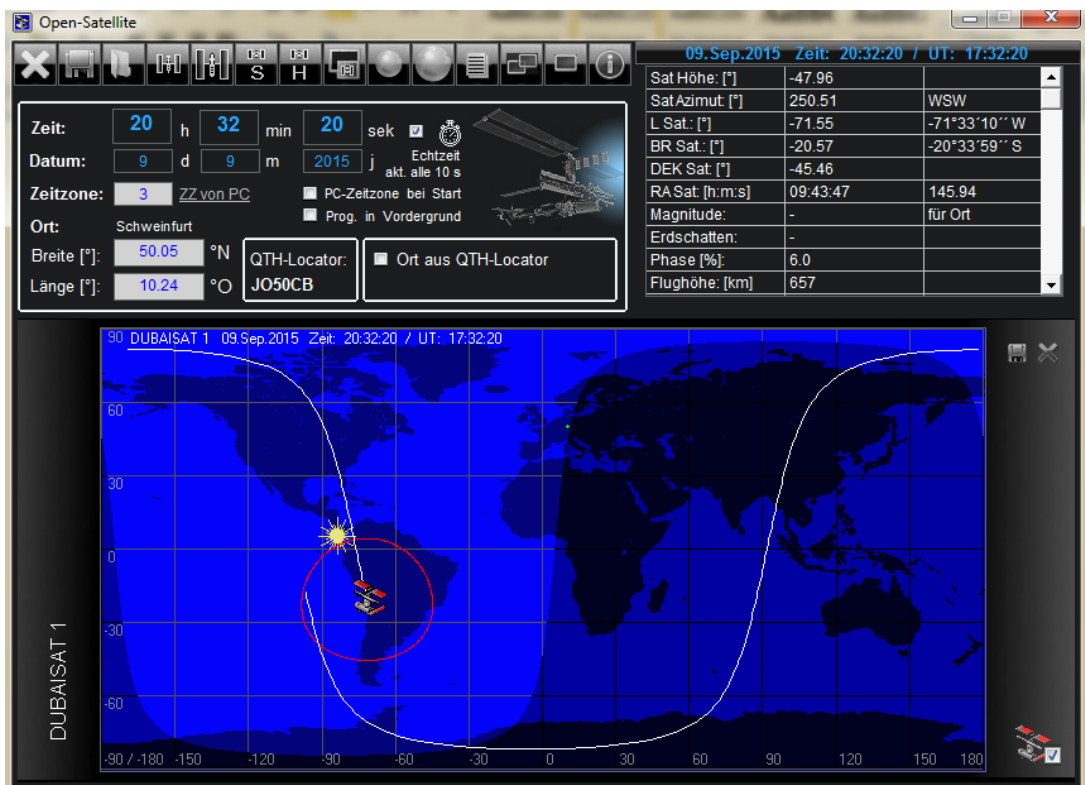 Open-Satellite
S H
09.Sep.2015 Zeit: 20:32:20 / UT: 17:32:20
Sat Höhe: [°] -47.96
Sat Azimut: [°] 250.51 WSW
L Sat.: [°] -71.55 -71°33´10´´ W
BR Sat.: [°] -20.57 -20°33´59´´ S
DEK Sat: [°] -45.46
RA Sat: [h:m:s] 09:43:47 145.94
Magnitude: - für Ort
Erdschatten: -
Phase [%]: 6.0
Flughöhe: [km] 657
Zeit: 20 h 32 min 20 sek
Datum: 9 d 9 m 2015 j Echtzeit
akt. alle 10 s
Zeitzone: 3 ZZ von PC PC-Zeitzone bei Start
Prog. in Vordergrund
Ort: Schweinfurt
Breite [°]: 50.05 °N
Länge [°]: 10.24 °O
QTH-Locator:
JO50CB
Ort aus QTH-Locator
90 DUBAISAT 1 09.Sep.2015 Zeit: 20:32:20 / UT: 17:32:20
60
30
0
-30
-60
-90 / -180 -150 -120 -90 -60 -30 0 30 60 90 120 150 180
DUBAISAT 1